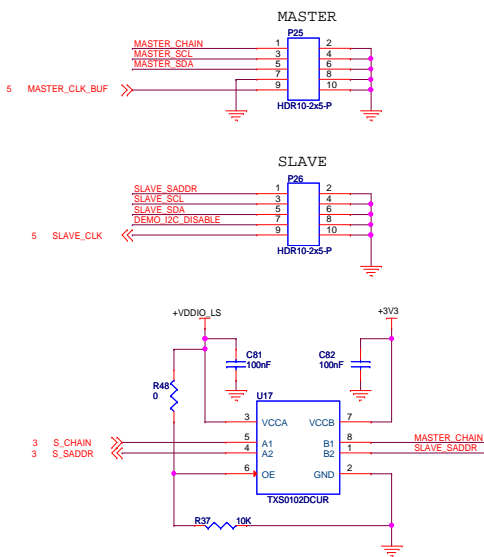 MASTER
P25
MASTER_CHAIN 1 2
MASTER_SCL 3 4
MASTER_SDA 5 6
7 8
5 MASTER_CLK_BUF 9 10
HDR10-2x5-P
SLAVE
P26
SLAVE_SADDR 1 2
SLAVE_SCL 3 4
SLAVE_SDA 5 6
DEMO_I2C_DISABLE 7 8
5 SLAVE_CLK 9 10
HDR10-2x5-P
+VDDIO_LS +3V3
C81 C82
100nF 100nF
R48
0
U17
3 VCCA VCCB 7
3 S_CHAIN 5 A1 B1 8 MASTER_CHAIN
3 S_SADDR 4 A2 B2 1 SLAVE_SADDR
6 OE GND 2
TXS0102DCUR
R37 10K